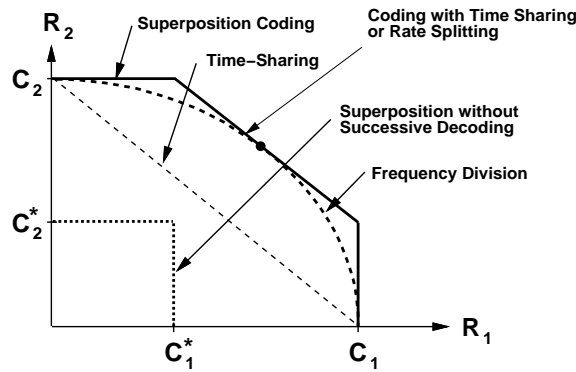 R2
Superposition Coding
Coding with Time Sharing
or Rate Splitting
C2
Time−Sharing
Superposition without
Successive Decoding
Frequency Division
C2*
R1
C1*
C1